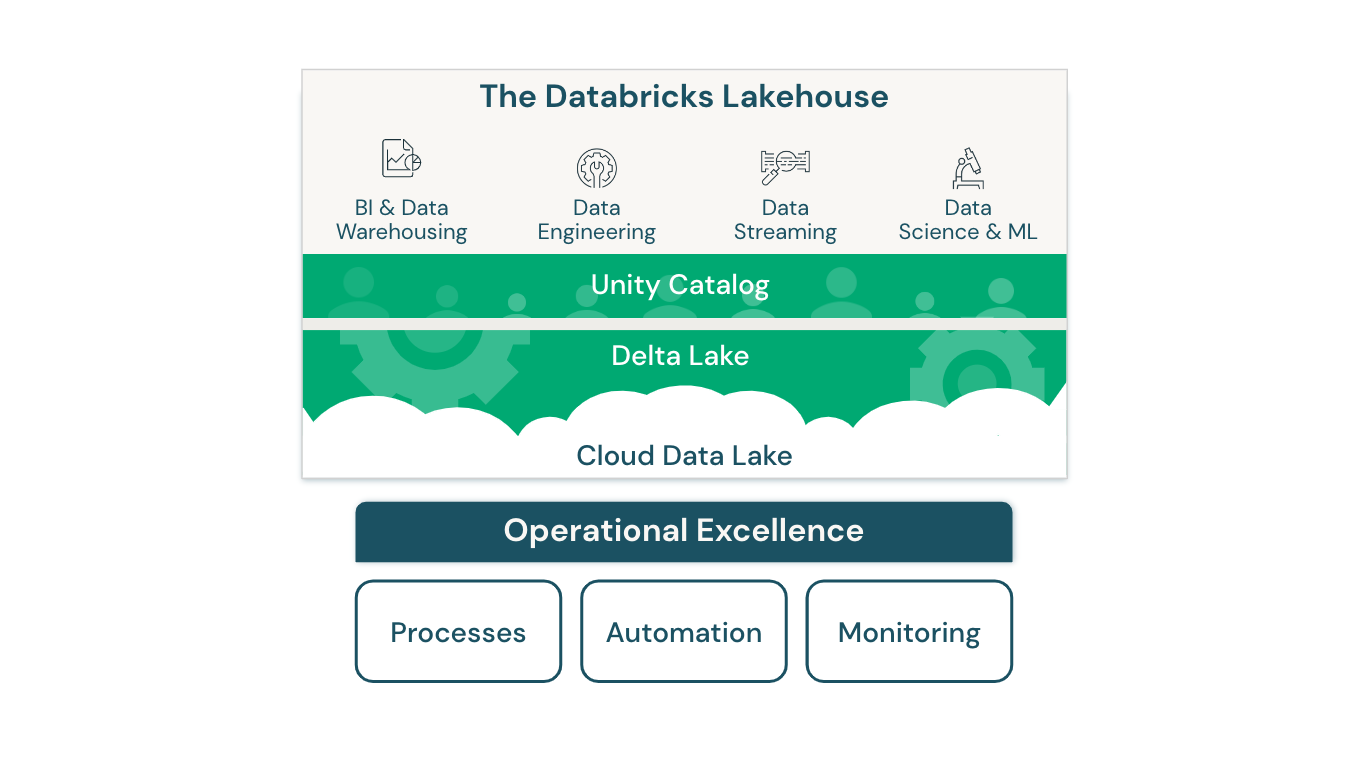 The Databricks Lakehouse
BI & Data
Warehousing
Data
Engineering
Data
Streaming
Data
Science & ML
Unity Catalog
Delta Lake
Cloud Data Lake
Operational Excellence
Processes
Automation
Monitoring